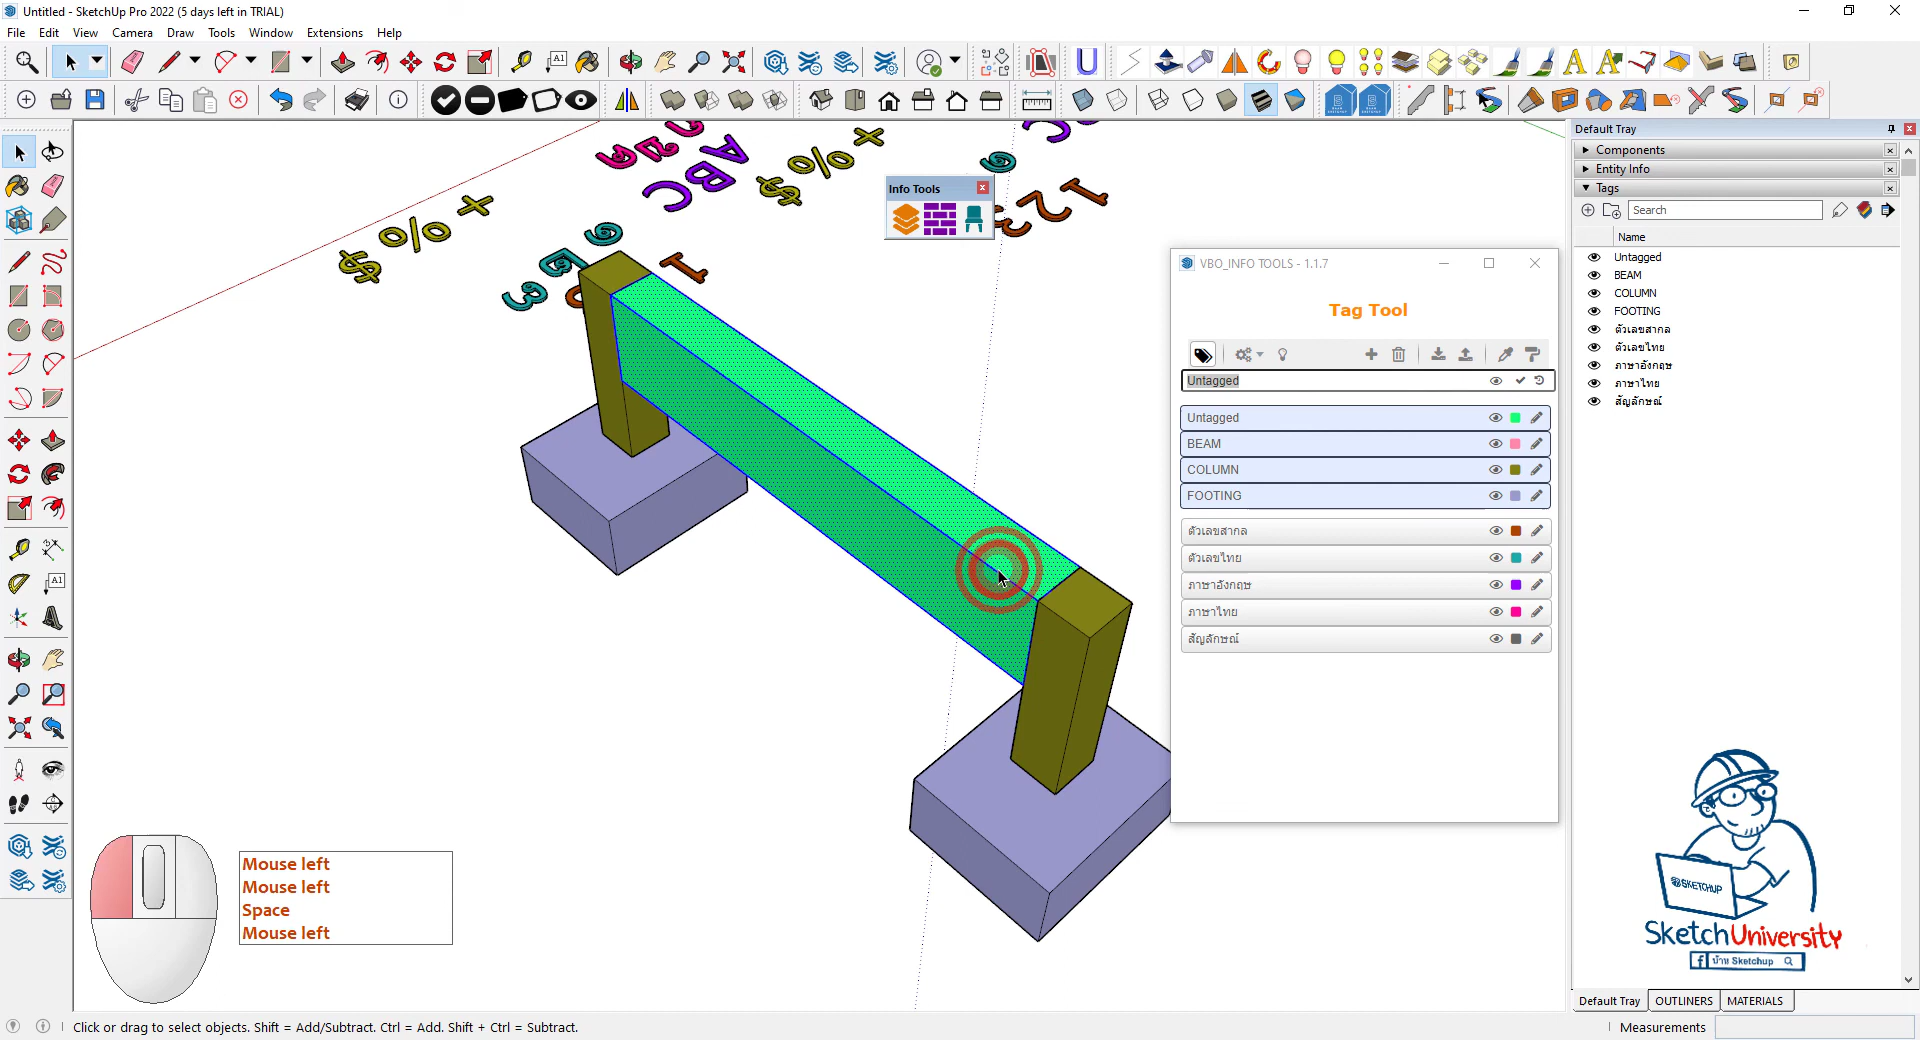 Untitled - SketchUp Pro 2022 (5 days left in TRIAL)
File Edit View Camera Draw Tools Window Extensions Help
Default Tray
Components
Entity Info
Tags
Search
Name
Untagged
BEAM
COLUMN
FOOTING
ตัวเลขสากล
ตัวเลขไทย
ภาษาอังกฤษ
ภาษาไทย
สัญลักษณ์
Info Tools
VBO_INFO TOOLS - 1.1.7
Tag Tool
Untagged
Untagged
BEAM
COLUMN
FOOTING
ตัวเลขสากล
ตัวเลขไทย
ภาษาอังกฤษ
ภาษาไทย
สัญลักษณ์
+ % $
ABC
+ % $
Mouse left
Mouse left
Space
Mouse left
SKETCHUP
SketchUniversity
f บ้าน Sketchup
Default Tray OUTLINERS MATERIALS
Click or drag to select objects. Shift = Add/Subtract. Ctrl = Add. Shift + Ctrl = Subtract.
Measurements